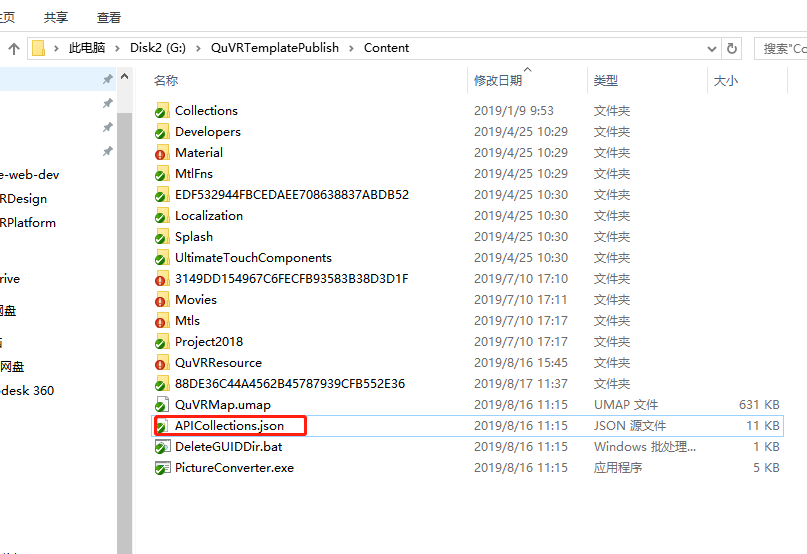 主页 共享 查看
此电脑 › Disk2 (G:) › QuVRTemplatePublish › Content
搜索"Co
名称 修改日期 类型 大小
Collections 2019/1/9 9:53 文件夹
Developers 2019/4/25 10:29 文件夹
Material 2019/4/25 10:29 文件夹
MtlFns 2019/4/25 10:29 文件夹
e-web-dev
EDF532944FBCEDAEE708638837ABDB52 2019/4/25 10:30 文件夹
RDesign
Localization 2019/4/25 10:30 文件夹
RPlatform
Splash 2019/4/25 10:30 文件夹
UltimateTouchComponents 2019/4/25 10:30 文件夹
rive
3149DD154967C6FECFB93583B38D3D1F 2019/7/10 17:10 文件夹
Movies 2019/7/10 17:11 文件夹
网盘
Mtls 2019/7/10 17:17 文件夹
Project2018 2019/7/10 17:17 文件夹
QuVRResource 2019/8/16 15:45 文件夹
网盘
88DE36C44A4562B45787939CFB552E36 2019/8/17 11:37 文件夹
odesk 360
QuVRMap.umap 2019/8/16 11:15 UMAP 文件 631 KB
APICollections.json 2019/8/16 11:15 JSON 源文件 11 KB
DeleteGUIDDir.bat 2019/8/16 11:15 Windows 批处理... 1 KB
PictureConverter.exe 2019/8/16 11:15 应用程序 5 KB